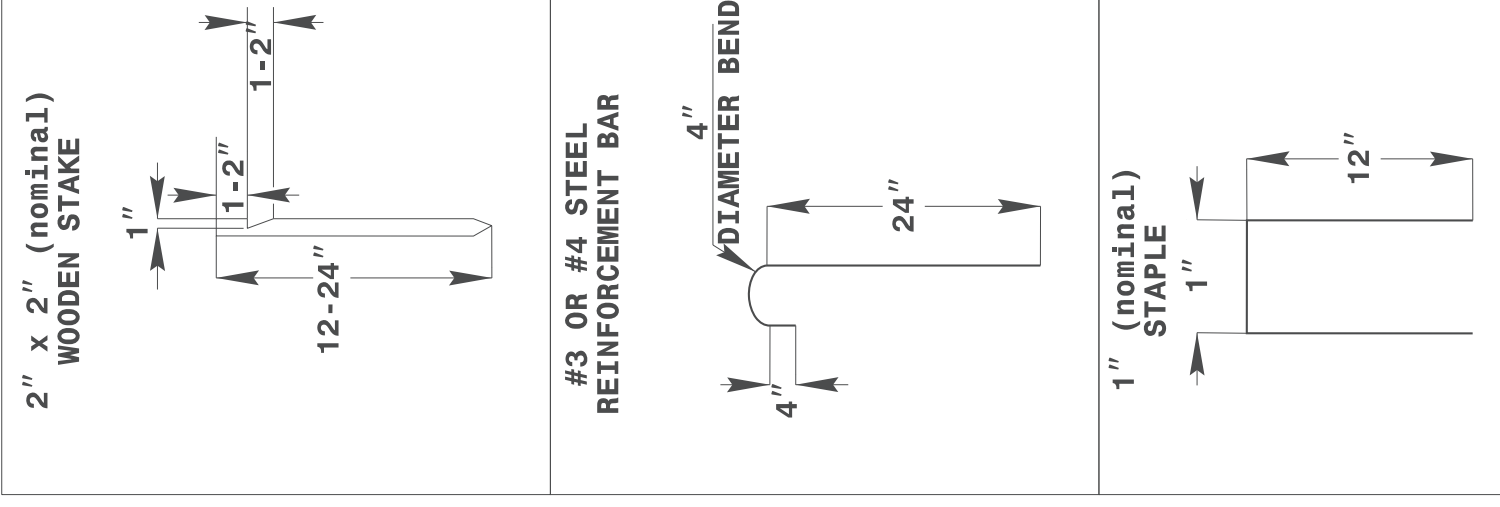 2" x 2" (nominal)
WOODEN STAKE
1"
1-2"
1-2"
12-24"
#3 OR #4 STEEL
REINFORCEMENT BAR
4"
DIAMETER BEND
24"
4"
1" (nominal)
STAPLE
1"
12"